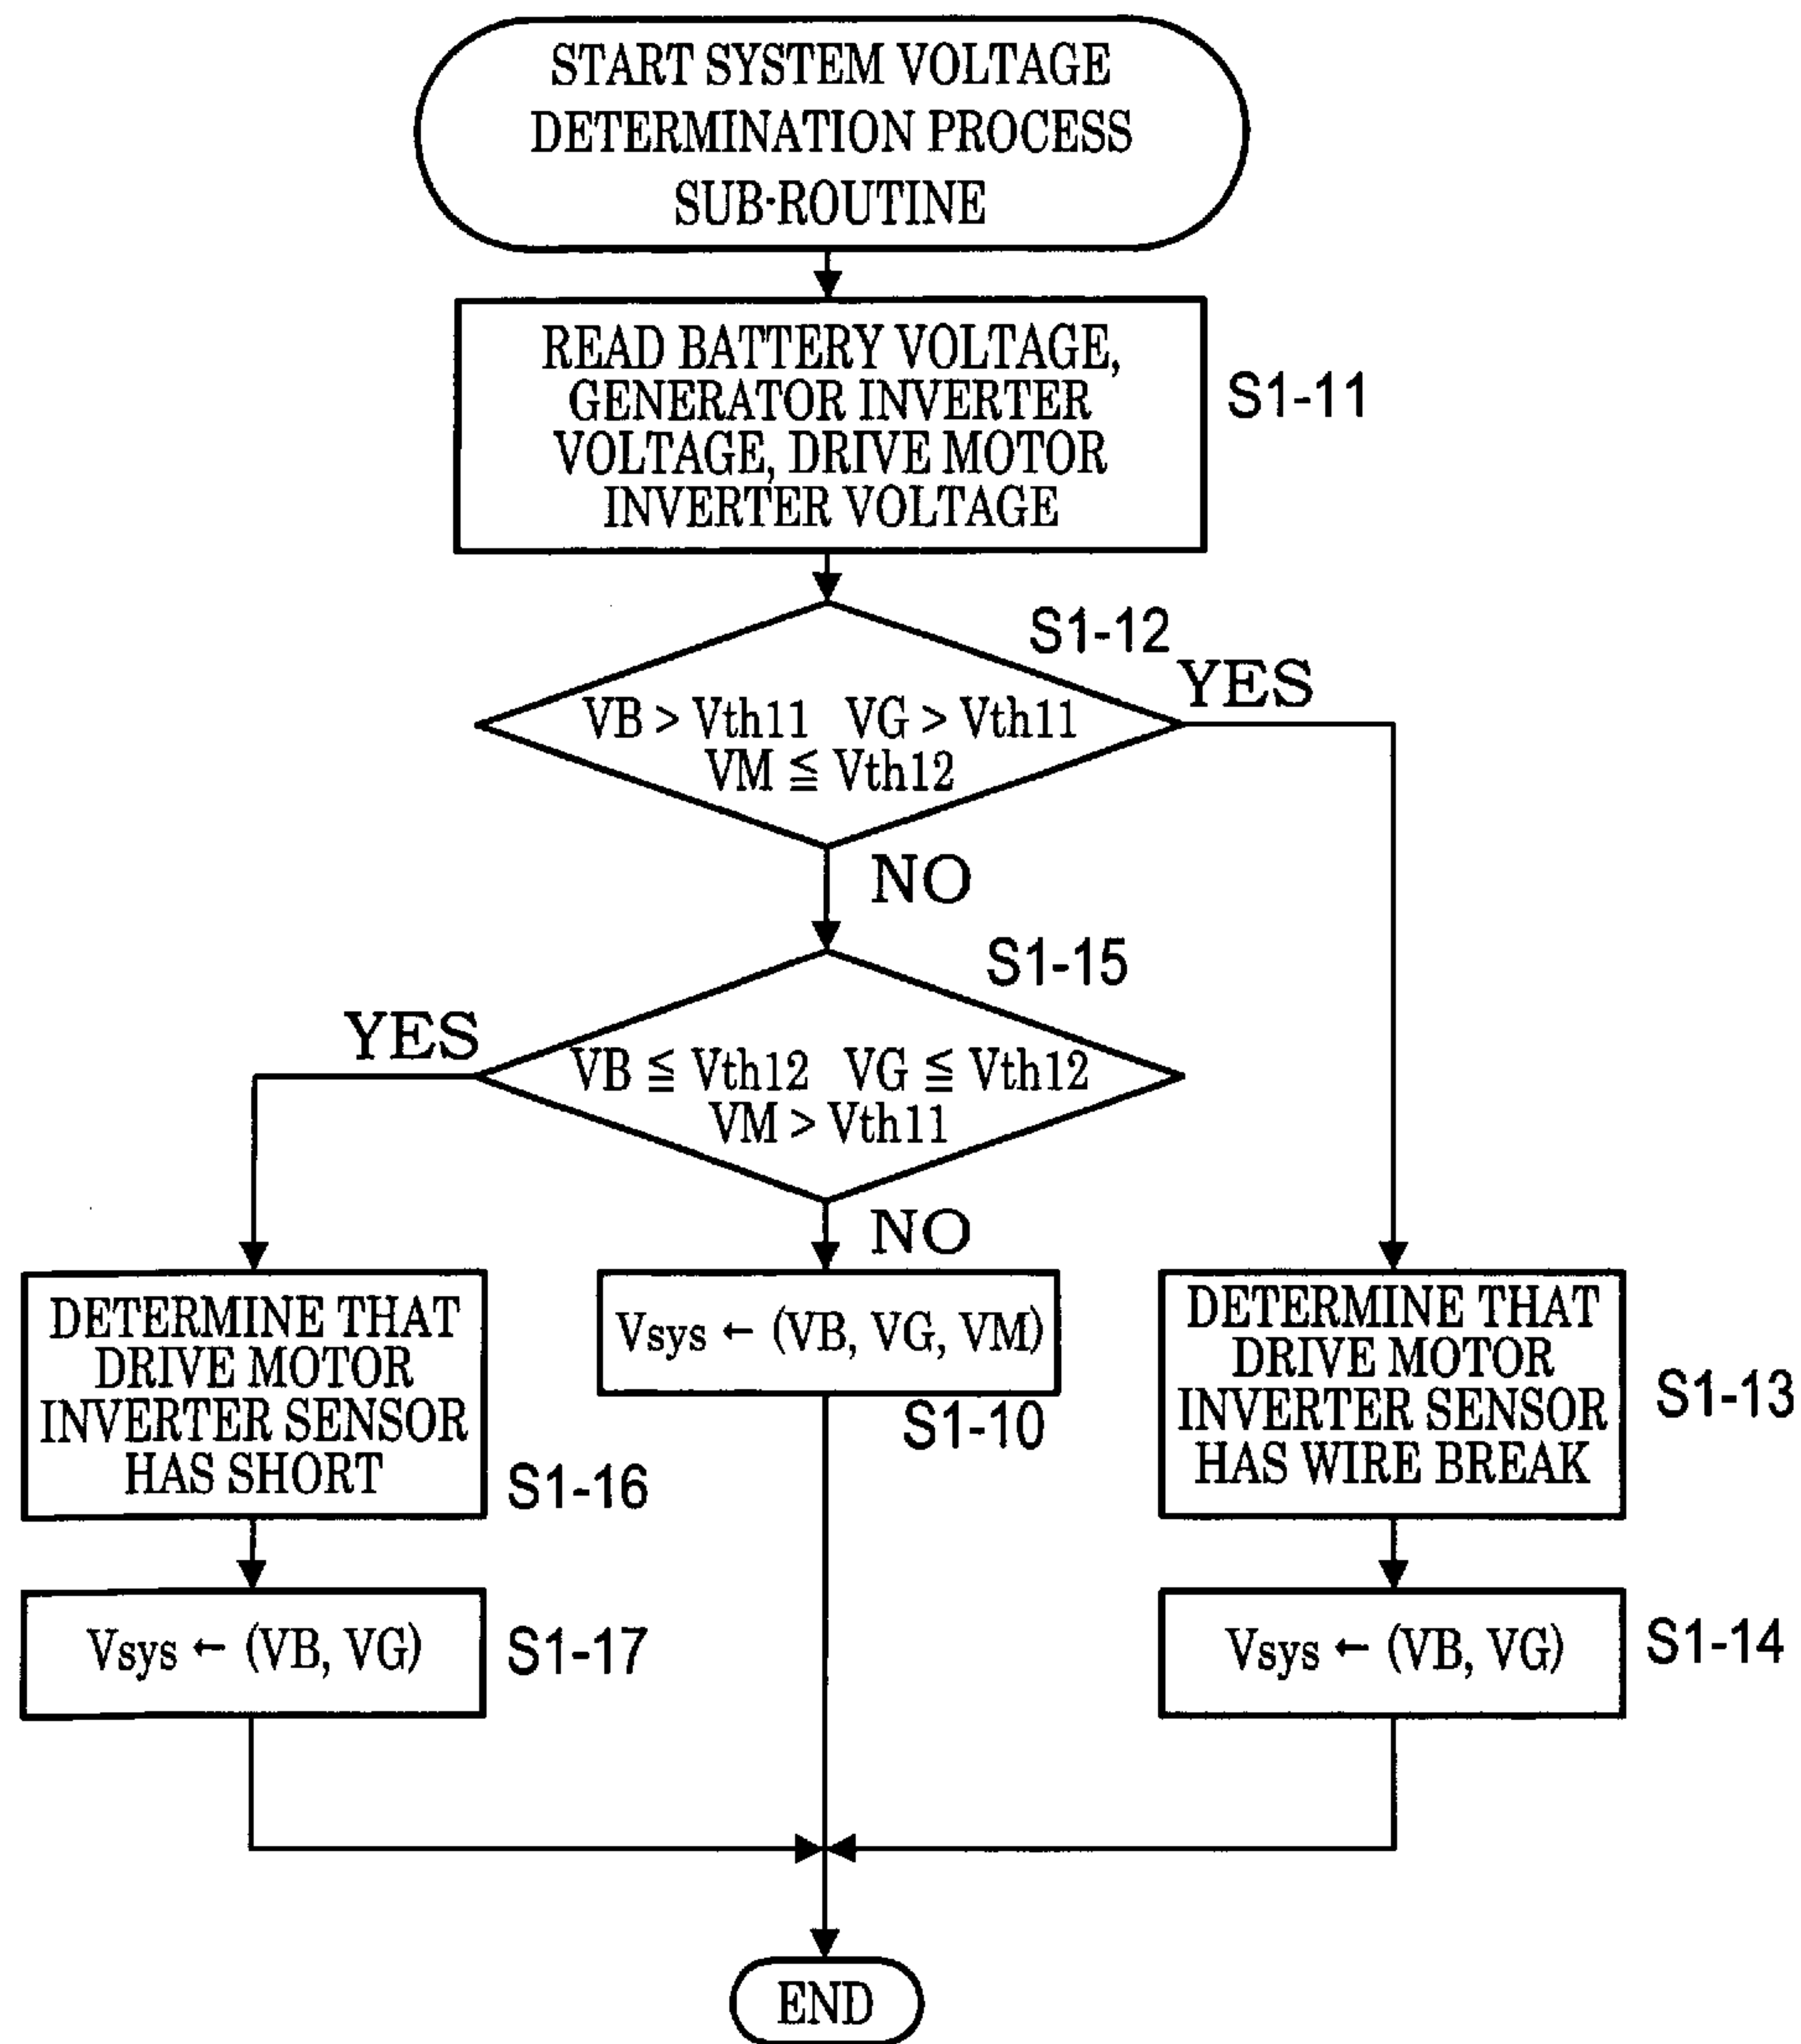 START SYSTEM VOLTAGE
DETERMINATION PROCESS
SUB-ROUTINE
READ BATTERY VOLTAGE,
GENERATOR INVERTER
VOLTAGE, DRIVE MOTOR
INVERTER VOLTAGE
S1-11
S1-12
YES
VB > Vth11 VG > Vth11
VM ≦ Vth12
NO
S1-15
YES
VB ≦ Vth12 VG ≦ Vth12
VM > Vth11
NO
DETERMINE THAT
DRIVE MOTOR
INVERTER SENSOR
HAS SHORT
S1-16
Vsys ← (VB, VG, VM)
S1-10
DETERMINE THAT
DRIVE MOTOR
INVERTER SENSOR
HAS WIRE BREAK
S1-13
Vsys ← (VB, VG)
S1-17
Vsys ← (VB, VG)
S1-14
END